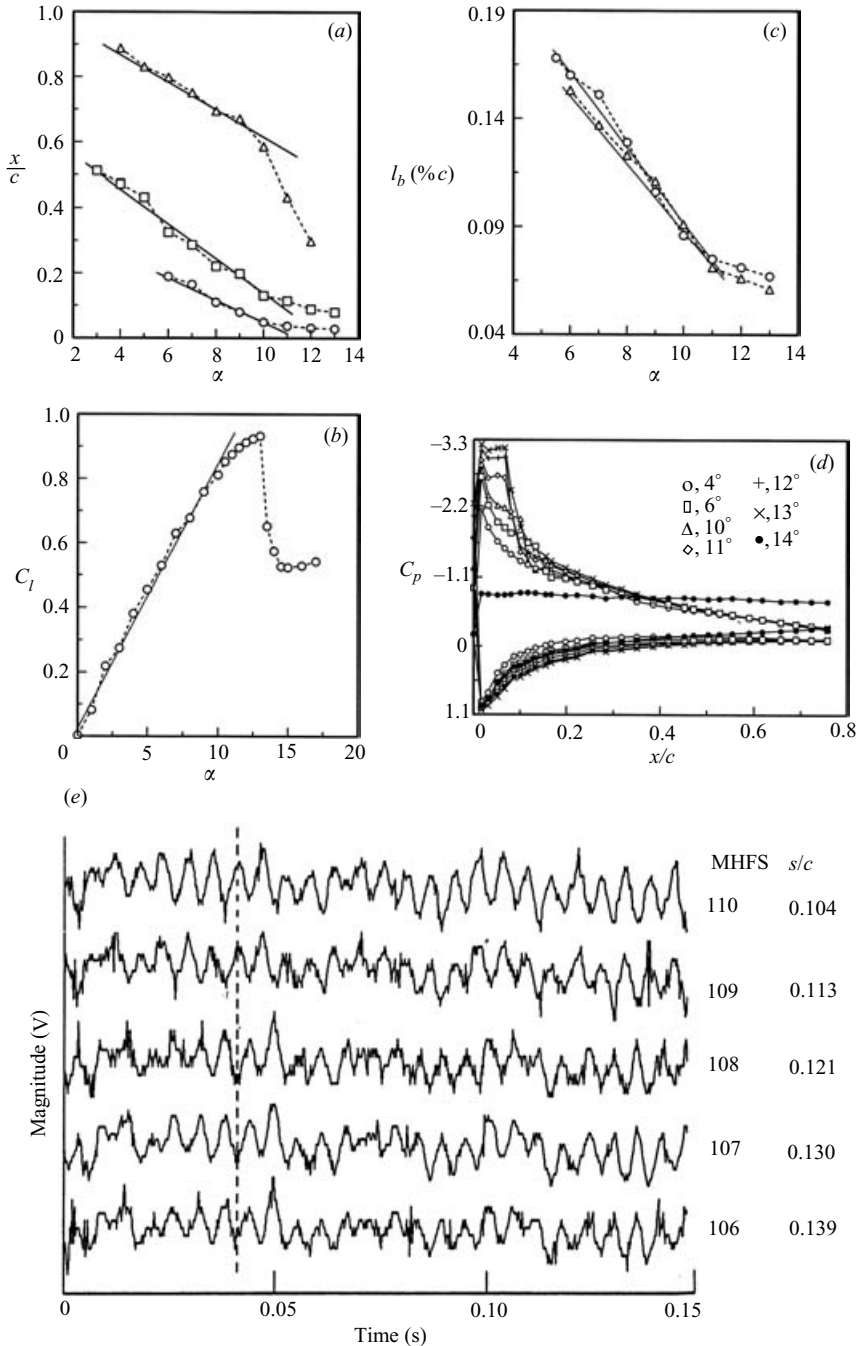 (a)
1.0
0.8
0.6
0.4
0.2
0
x/c
2 4 6 8 10 12 14
α
(c)
0.19
0.14
0.09
0.04
l_b (%c)
4 6 8 10 12 14
α
(b)
1.0
0.8
0.6
0.4
0.2
0
C_l
0 5 10 15 20
α
(d)
–3.3
–2.2
–1.1
0
1.1
C_p
○, 4° +, 12°
□, 6° ×, 13°
△, 10° ●, 14°
◇, 11°
0 0.2 0.4 0.6 0.8
x/c
(e)
MHFS s/c
110 0.104
109 0.113
108 0.121
107 0.130
106 0.139
Magnitude (V)
0 0.05 0.10 0.15
Time (s)